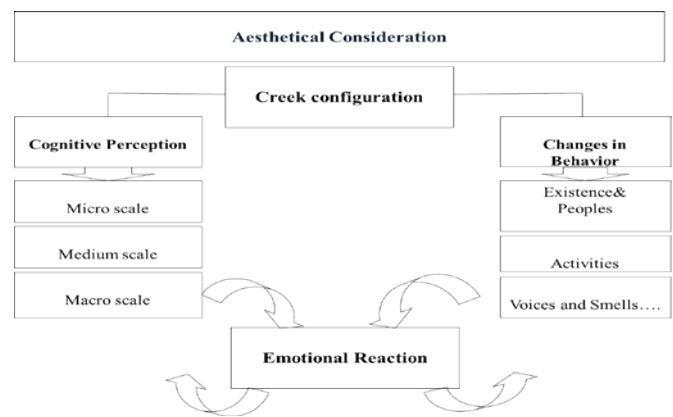 Aesthetical Consideration
Creek configuration
Cognitive Perception
Micro scale
Medium scale
Macro scale
Changes in
Behavior
Existence&
Peoples
Activities
Voices and Smells....
Emotional Reaction